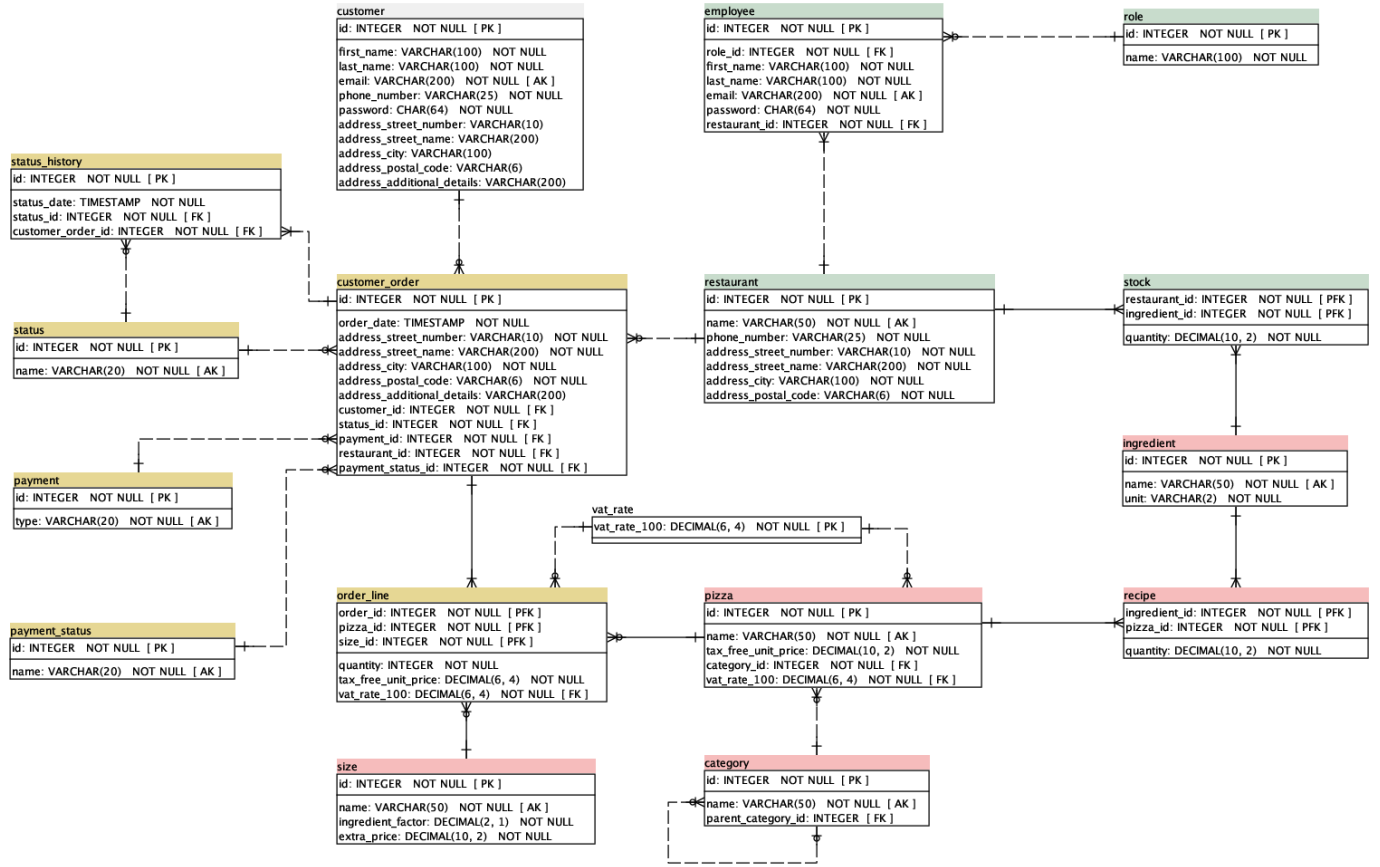 customer
id: INTEGER NOT NULL [ PK ]
first_name: VARCHAR(100) NOT NULL
last_name: VARCHAR(100) NOT NULL
email: VARCHAR(200) NOT NULL [ AK ]
phone_number: VARCHAR(25) NOT NULL
password: CHAR(64) NOT NULL
address_street_number: VARCHAR(10)
address_street_name: VARCHAR(200)
address_city: VARCHAR(100)
address_postal_code: VARCHAR(6)
address_additional_details: VARCHAR(200)
employee
id: INTEGER NOT NULL [ PK ]
role_id: INTEGER NOT NULL [ FK ]
first_name: VARCHAR(100) NOT NULL
last_name: VARCHAR(100) NOT NULL
email: VARCHAR(200) NOT NULL [ AK ]
password: CHAR(64) NOT NULL
restaurant_id: INTEGER NOT NULL [ FK ]
role
id: INTEGER NOT NULL [ PK ]
name: VARCHAR(100) NOT NULL
status_history
id: INTEGER NOT NULL [ PK ]
status_date: TIMESTAMP NOT NULL
status_id: INTEGER NOT NULL [ FK ]
customer_order_id: INTEGER NOT NULL [ FK ]
status
id: INTEGER NOT NULL [ PK ]
name: VARCHAR(20) NOT NULL [ AK ]
customer_order
id: INTEGER NOT NULL [ PK ]
order_date: TIMESTAMP NOT NULL
address_street_number: VARCHAR(10) NOT NULL
address_street_name: VARCHAR(200) NOT NULL
address_city: VARCHAR(100) NOT NULL
address_postal_code: VARCHAR(6) NOT NULL
address_additional_details: VARCHAR(200)
customer_id: INTEGER NOT NULL [ FK ]
status_id: INTEGER NOT NULL [ FK ]
payment_id: INTEGER NOT NULL [ FK ]
restaurant_id: INTEGER NOT NULL [ FK ]
payment_status_id: INTEGER NOT NULL [ FK ]
restaurant
id: INTEGER NOT NULL [ PK ]
name: VARCHAR(50) NOT NULL [ AK ]
phone_number: VARCHAR(25) NOT NULL
address_street_number: VARCHAR(10) NOT NULL
address_street_name: VARCHAR(200) NOT NULL
address_city: VARCHAR(100) NOT NULL
address_postal_code: VARCHAR(6) NOT NULL
stock
restaurant_id: INTEGER NOT NULL [ PFK ]
ingredient_id: INTEGER NOT NULL [ PFK ]
quantity: DECIMAL(10, 2) NOT NULL
ingredient
id: INTEGER NOT NULL [ PK ]
name: VARCHAR(50) NOT NULL [ AK ]
unit: VARCHAR(2) NOT NULL
payment
id: INTEGER NOT NULL [ PK ]
type: VARCHAR(20) NOT NULL [ AK ]
vat_rate
vat_rate_100: DECIMAL(6, 4) NOT NULL [ PK ]
payment_status
id: INTEGER NOT NULL [ PK ]
name: VARCHAR(20) NOT NULL [ AK ]
order_line
order_id: INTEGER NOT NULL [ PFK ]
pizza_id: INTEGER NOT NULL [ PFK ]
size_id: INTEGER NOT NULL [ PFK ]
quantity: INTEGER NOT NULL
tax_free_unit_price: DECIMAL(6, 4) NOT NULL
vat_rate_100: DECIMAL(6, 4) NOT NULL [ FK ]
pizza
id: INTEGER NOT NULL [ PK ]
name: VARCHAR(50) NOT NULL [ AK ]
tax_free_unit_price: DECIMAL(10, 2) NOT NULL
category_id: INTEGER NOT NULL [ FK ]
vat_rate_100: DECIMAL(6, 4) NOT NULL [ FK ]
recipe
ingredient_id: INTEGER NOT NULL [ PFK ]
pizza_id: INTEGER NOT NULL [ PFK ]
quantity: DECIMAL(10, 2) NOT NULL
size
id: INTEGER NOT NULL [ PK ]
name: VARCHAR(50) NOT NULL [ AK ]
ingredient_factor: DECIMAL(2, 1) NOT NULL
extra_price: DECIMAL(10, 2) NOT NULL
category
id: INTEGER NOT NULL [ PK ]
name: VARCHAR(50) NOT NULL [ AK ]
parent_category_id: INTEGER [ FK ]